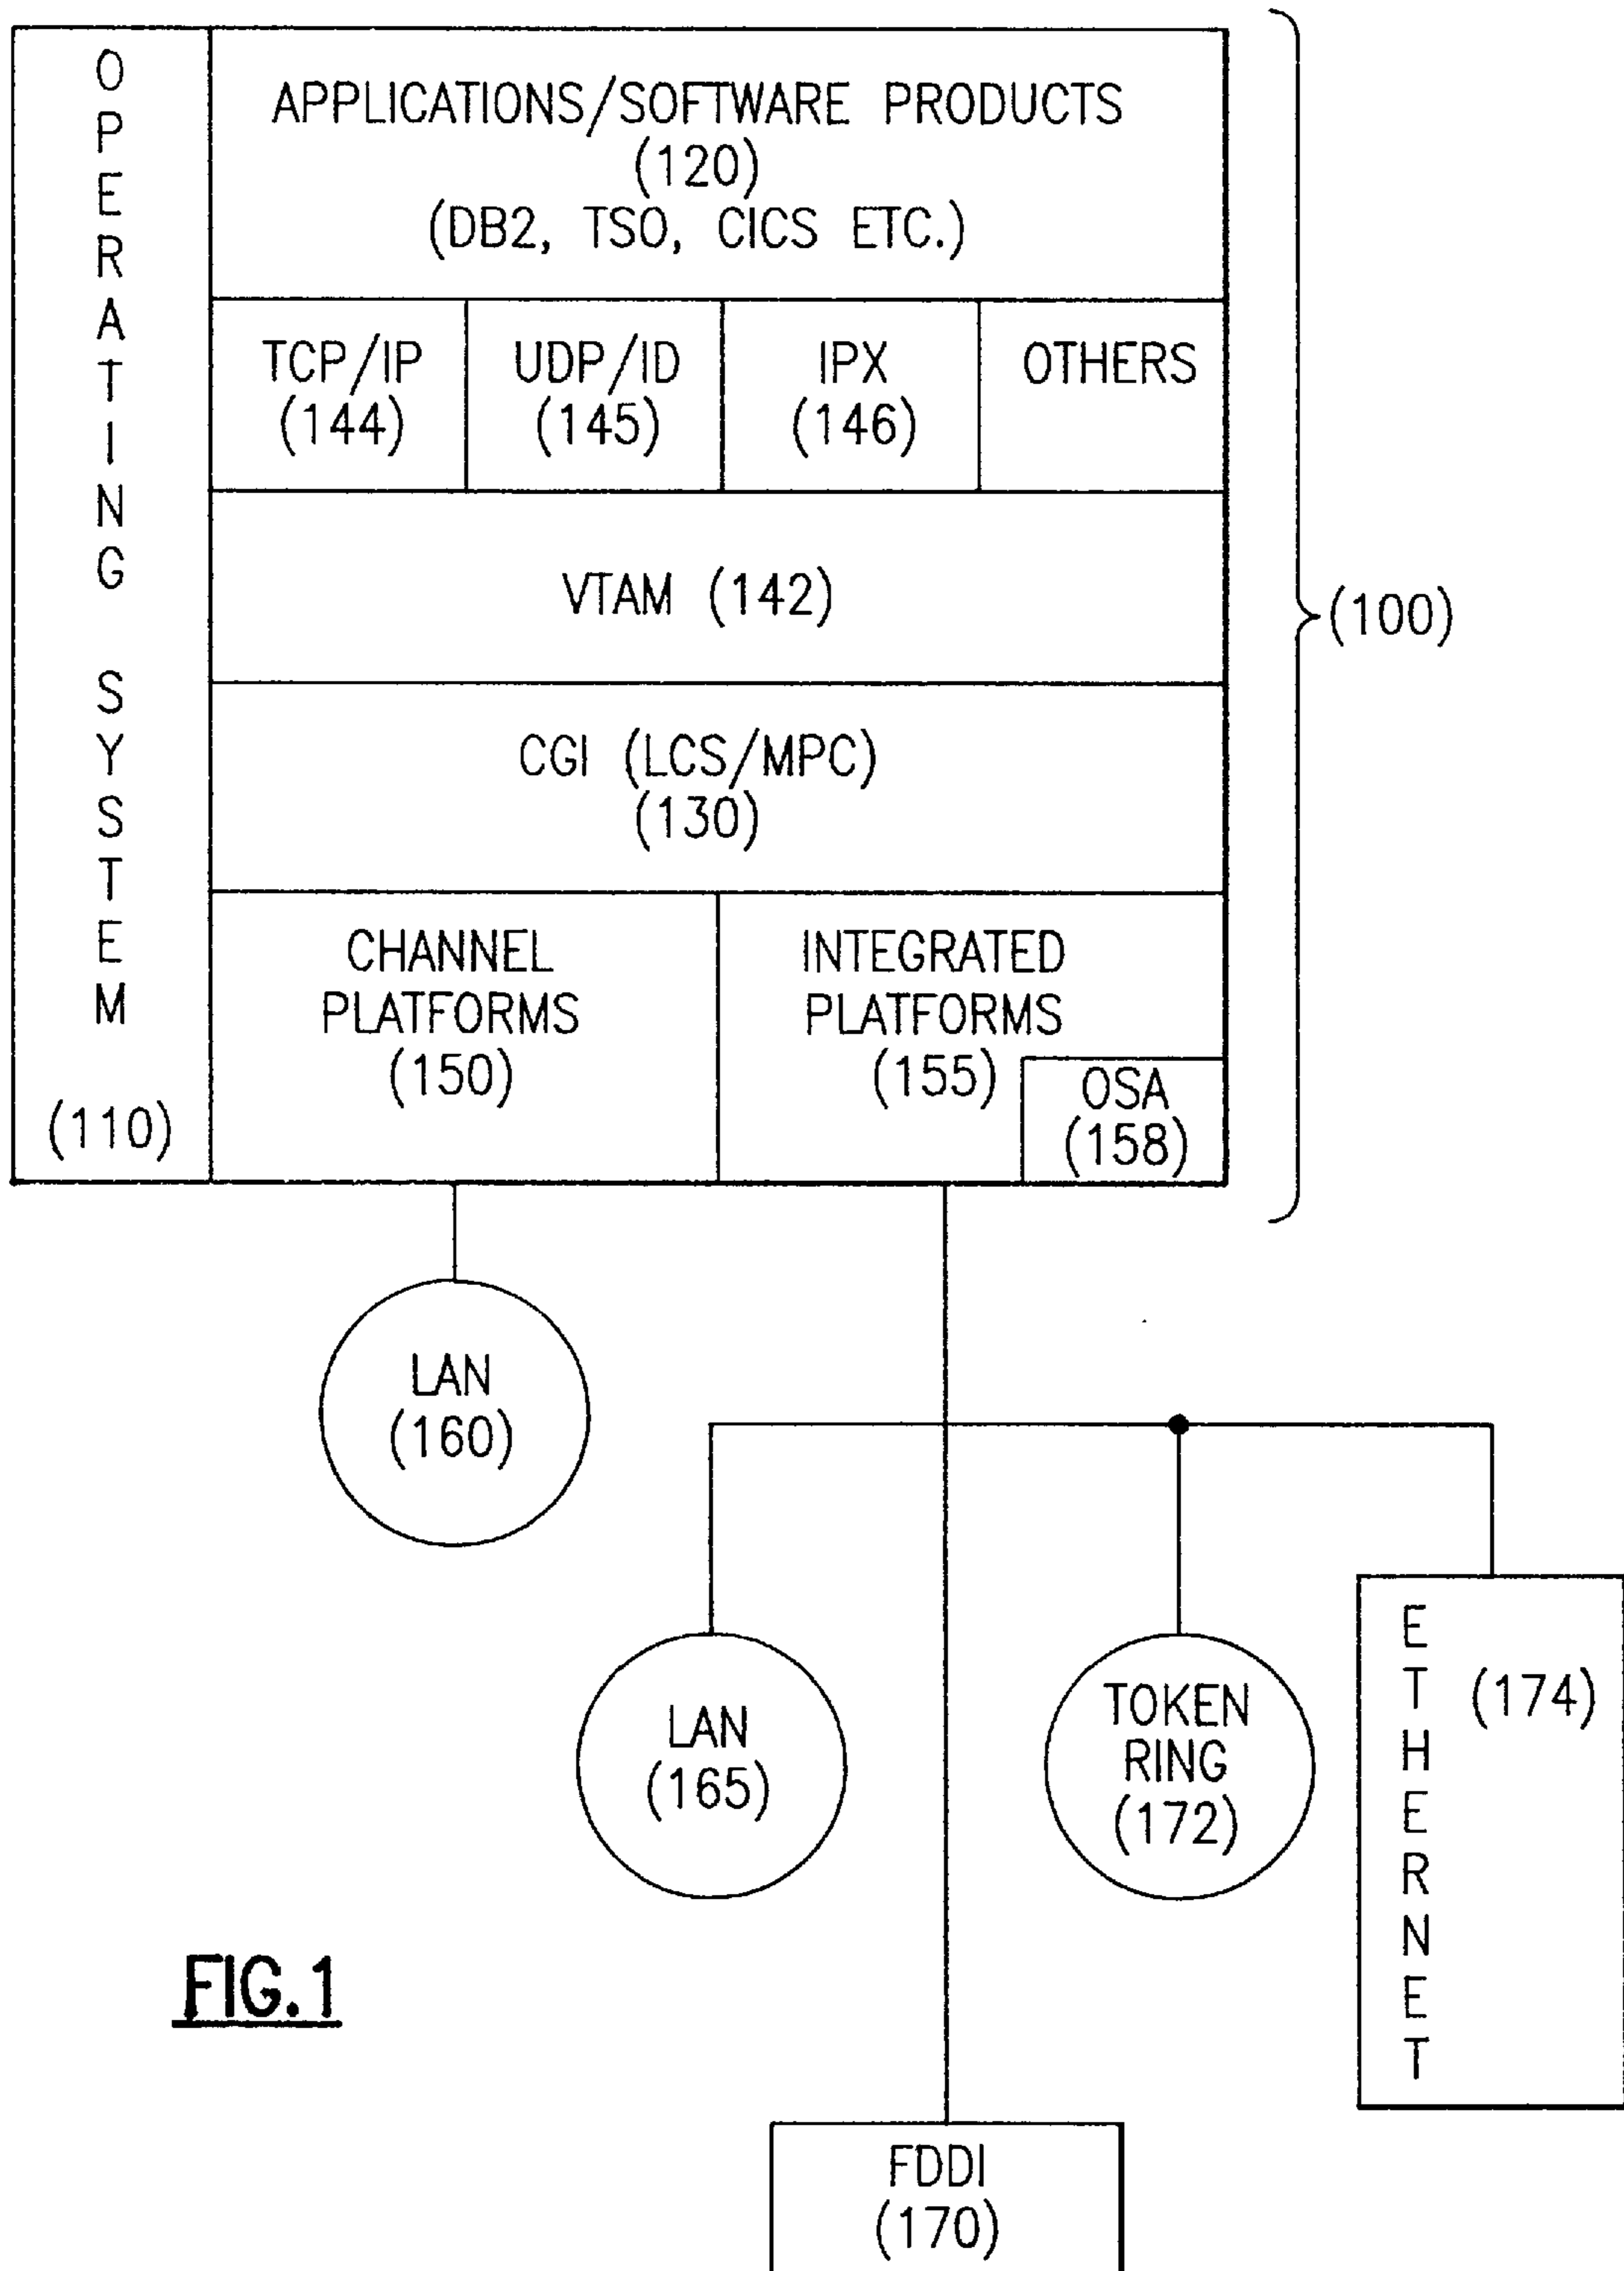 OPERATING SYSTEM
(110)
APPLICATIONS/SOFTWARE PRODUCTS
(120)
(DB2, TSO, CICS ETC.)
TCP/IP
(144)
UDP/ID
(145)
IPX
(146)
OTHERS
VTAM (142)
CGI (LCS/MPC)
(130)
CHANNEL
PLATFORMS
(150)
INTEGRATED
PLATFORMS
(155)
OSA
(158)
(100)
LAN
(160)
LAN
(165)
TOKEN
RING
(172)
ETHERNET
(174)
FDDI
(170)
FIG.1